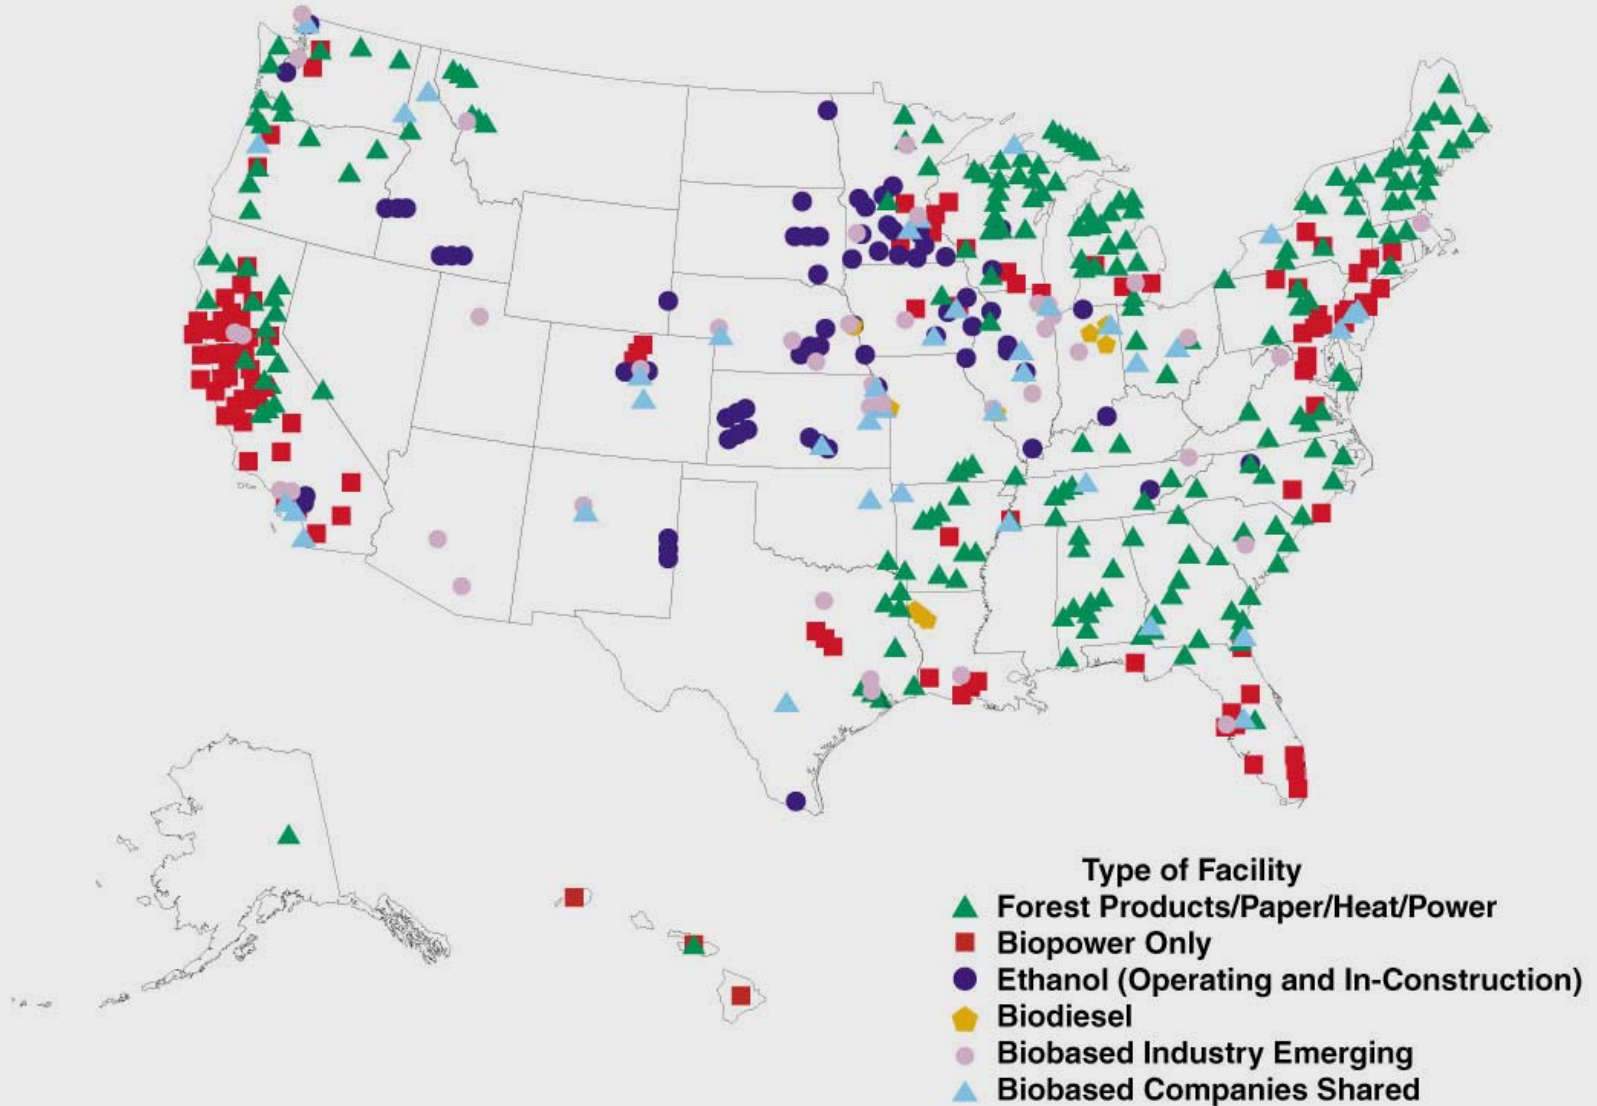 Type of Facility
Forest Products/Paper/Heat/Power
Biopower Only
Ethanol (Operating and In-Construction)
Biodiesel
Biobased Industry Emerging
Biobased Companies Shared